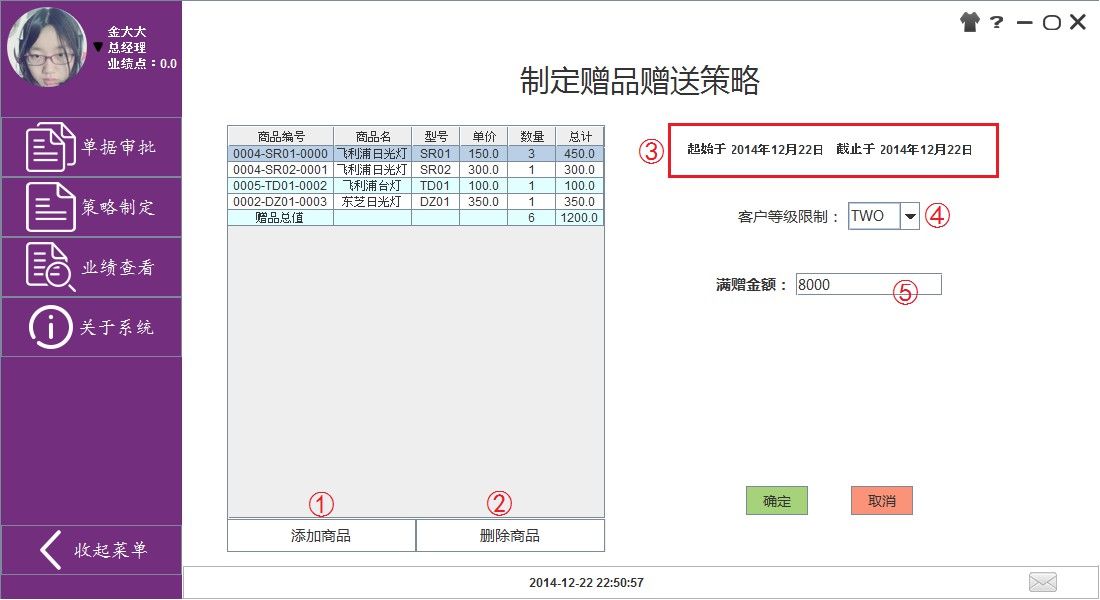 金大大
总经理
业绩点：0.0
单据审批
策略制定
业绩查看
关于系统
收起菜单
?
制定赠品赠送策略
商品编号 商品名 型号 单价 数量 总计
0004-SR01-0000 飞利浦日光灯 SR01 150.0 3 450.0
0004-SR02-0001 飞利浦日光灯 SR02 300.0 1 300.0
0005-TD01-0002 飞利浦台灯 TD01 100.0 1 100.0
0002-DZ01-0003 东芝日光灯 DZ01 350.0 1 350.0
赠品总值 6 1200.0
① ②
添加商品 删除商品
③ 起始于 2014年12月22日 截止于 2014年12月22日
客户等级限制： TWO ④
满赠金额： 8000 ⑤
确定 取消
2014-12-22 22:50:57